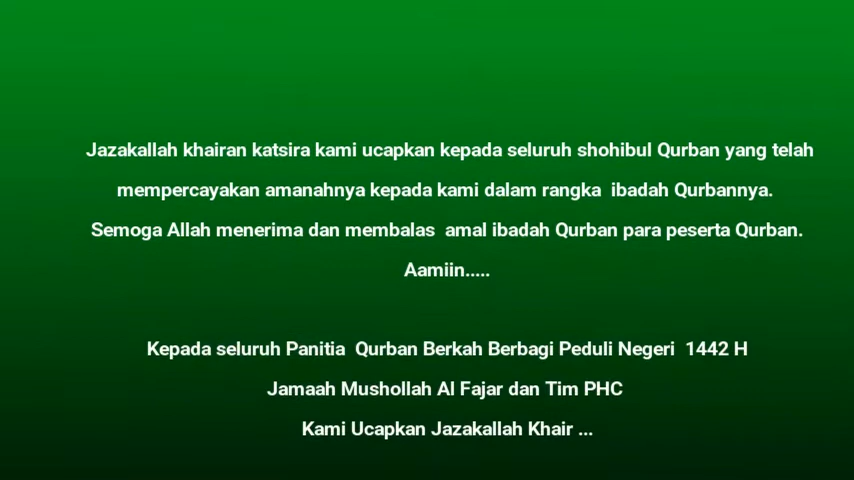 Jazakallah khairan katsira kami ucapkan kepada seluruh shohibul Qurban yang telah
mempercayakan amanahnya kepada kami dalam rangka  ibadah Qurbannya.
Semoga Allah menerima dan membalas  amal ibadah Qurban para peserta Qurban.
Aamiin.....
Kepada seluruh Panitia  Qurban Berkah Berbagi Peduli Negeri  1442 H
Jamaah Mushollah Al Fajar dan Tim PHC
Kami Ucapkan Jazakallah Khair ...